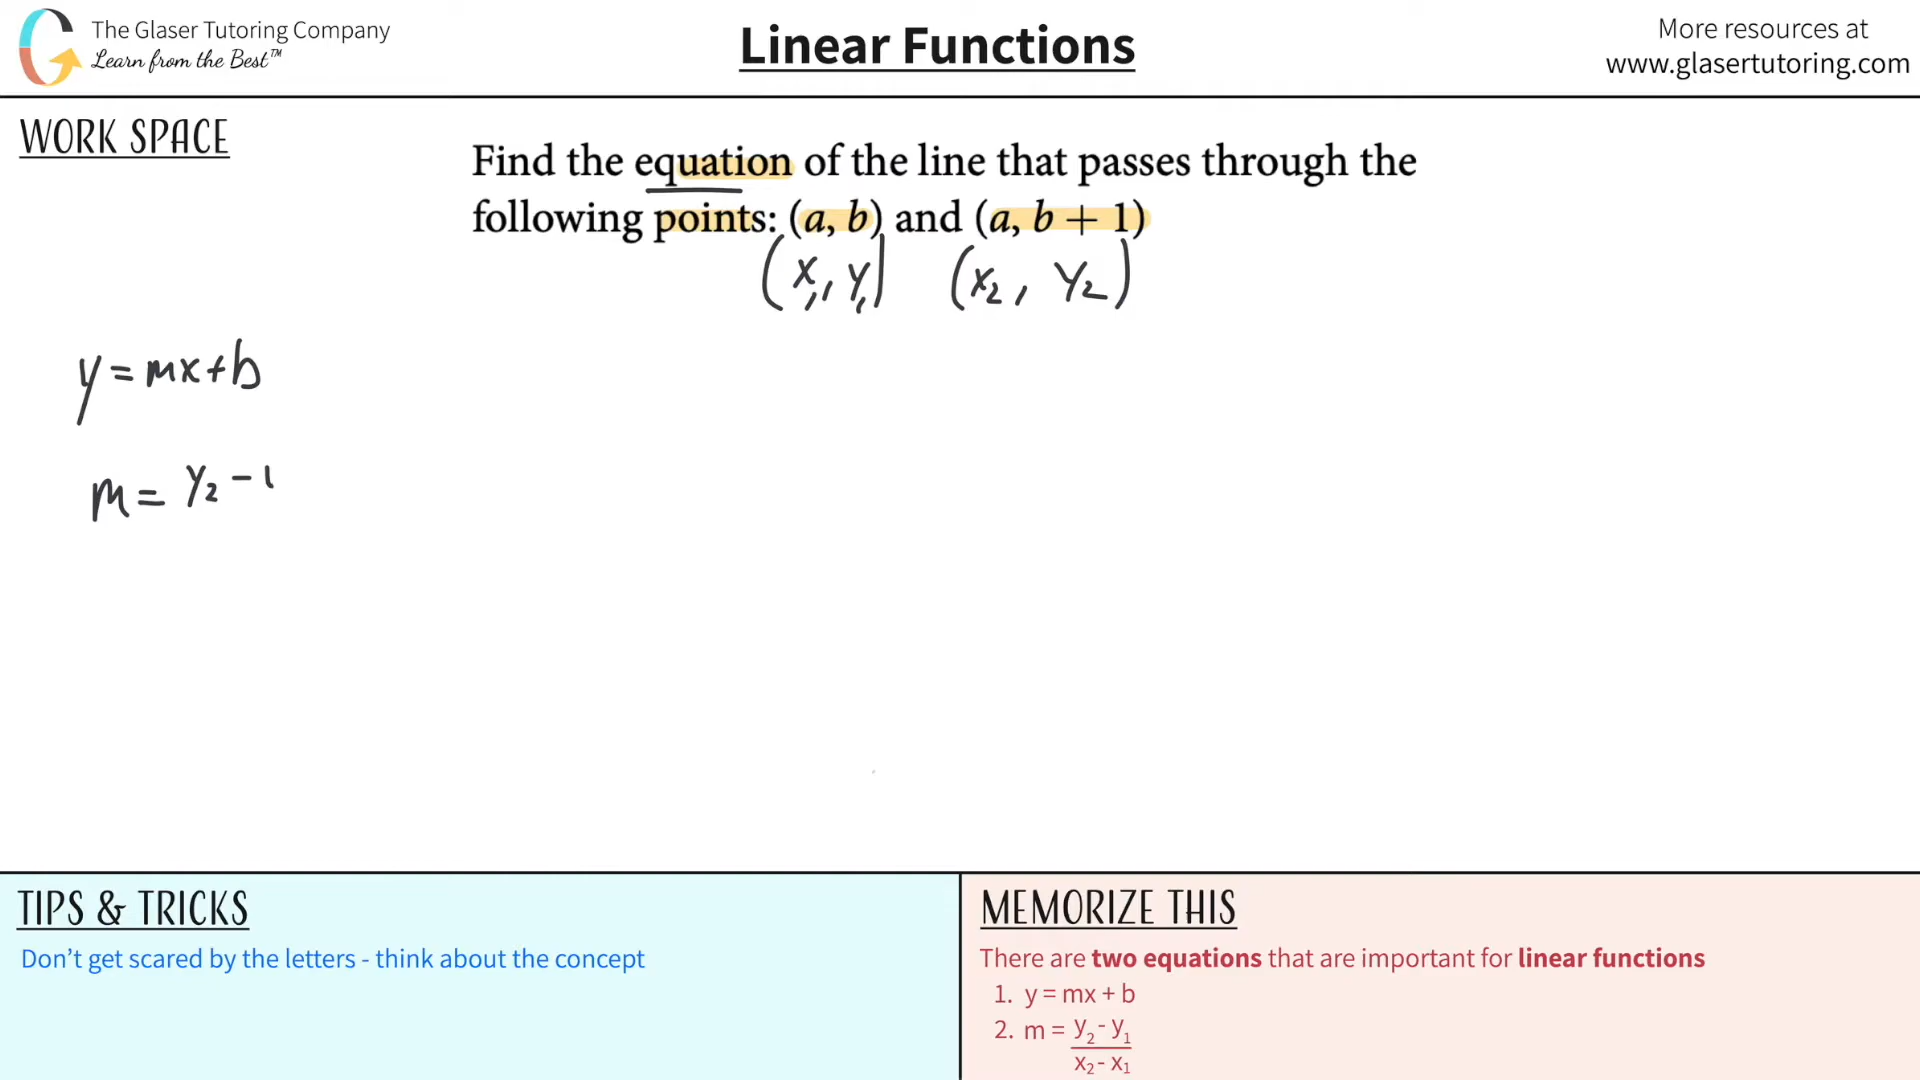 The Glaser Tutoring Company
Learn from the Best™
Linear Functions
More resources at
www.glasertutoring.com
WORK SPACE
Find the equation of the line that passes through the
following points: (a, b) and (a, b + 1)
(x₁, y₁) (x₂, y₂)
y = mx + b
m = y₂ - 1
TIPS & TRICKS
Don't get scared by the letters - think about the concept
MEMORIZE THIS
There are two equations that are important for linear functions
1. y = mx + b
2. m = y₂ - y₁
x₂ - x₁